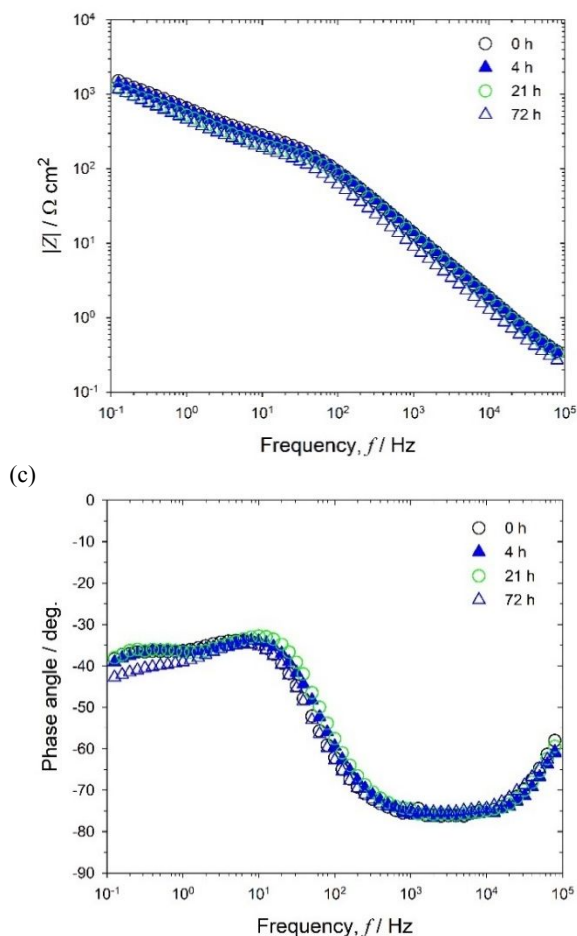 10⁴
10³
10²
10¹
10⁰
10⁻¹
|Z| / Ω cm²
0 h
4 h
21 h
72 h
10⁻¹ 10⁰ 10¹ 10² 10³ 10⁴ 10⁵
Frequency, f / Hz
(c)
0
-10
-20
-30
-40
-50
-60
-70
-80
-90
Phase angle / deg.
0 h
4 h
21 h
72 h
10⁻¹ 10⁰ 10¹ 10² 10³ 10⁴ 10⁵
Frequency, f / Hz